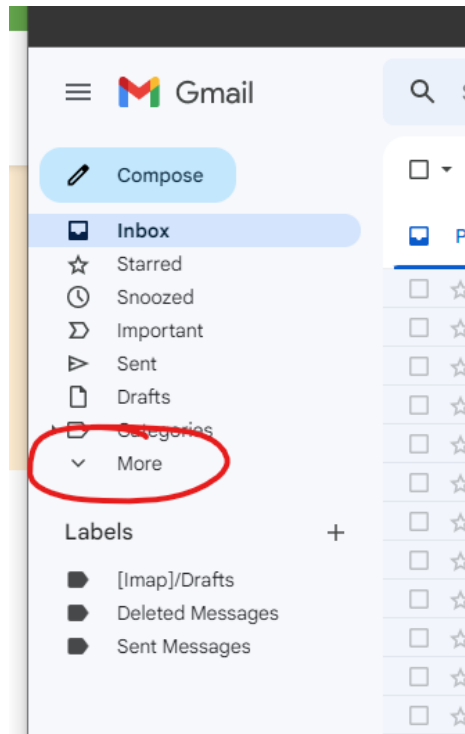 Gmail
Compose
Inbox
Starred
Snoozed
Important
Sent
Drafts
Categories
More
Labels
[Imap]/Drafts
Deleted Messages
Sent Messages